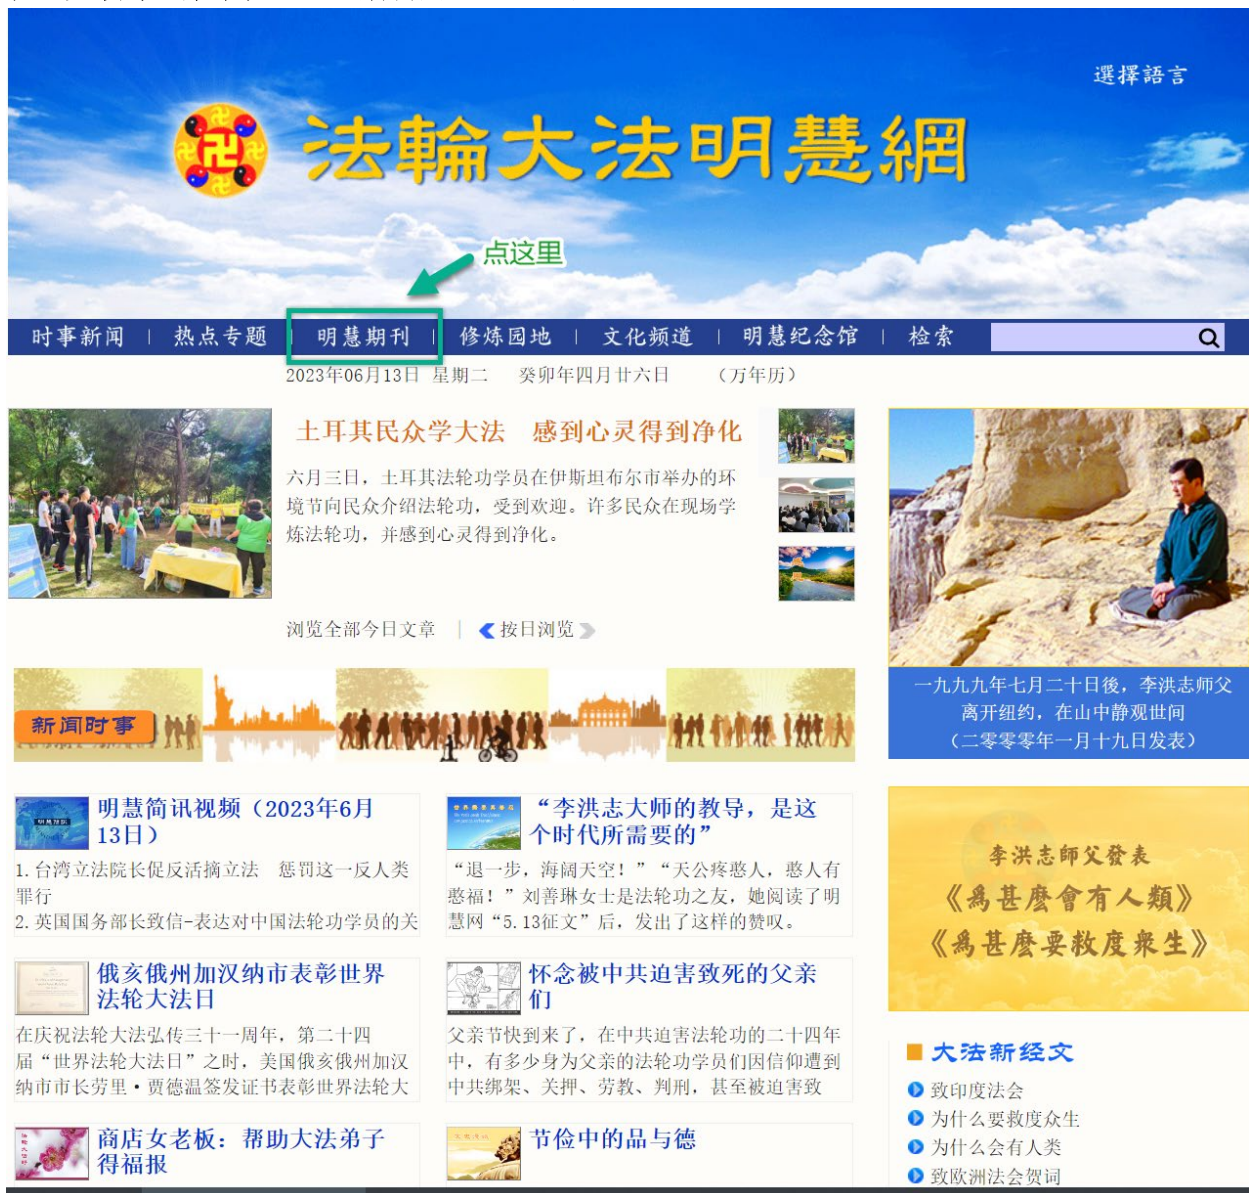 選擇語言
法輪大法明慧網
点这里
时事新闻 | 热点专题 | 明慧期刊 | 修炼园地 | 文化频道 | 明慧纪念馆 | 检索
2023年06月13日 星期二 癸卯年四月廿六日 （万年历）
土耳其民众学大法 感到心灵得到净化
六月三日，土耳其法轮功学员在伊斯坦布尔市举办的环
境节向民众介绍法轮功，受到欢迎。许多民众在现场学
炼法轮功，并感到心灵得到净化。
浏览全部今日文章 | 按日浏览
一九九九年七月二十日後，李洪志师父
离开纽约，在山中静观世间
（二零零零年一月十九日发表）
新闻时事
明慧简讯视频（2023年6月
13日）
1.台湾立法院长促反活摘立法 惩罚这一反人类
罪行
2.英国国务部长致信-表达对中国法轮功学员的关
“李洪志大师的教导，是这
个时代所需要的”
“退一步，海阔天空！”“天公疼憨人，憨人有
憨福！”刘善琳女士是法轮功之友，她阅读了明
慧网“5.13征文”后，发出了这样的赞叹。
李洪志師父發表
《為甚麼會有人類》
《為甚麼要救度衆生》
俄亥俄州加汉纳市表彰世界
法轮大法日
在庆祝法轮大法弘传三十一周年，第二十四
届“世界法轮大法日”之时，美国俄亥俄州加汉
纳市市长劳里·贾德温签发证书表彰世界法轮大
怀念被中共迫害致死的父亲
们
父亲节快到来了，在中共迫害法轮功的二十四年
中，有多少身为父亲的法轮功学员们因信仰遭到
中共绑架、关押、劳教、判刑，甚至被迫害致
大法新经文
致印度法会
为什么要救度众生
为什么会有人类
致欧洲法会贺词
商店女老板：帮助大法弟子
得福报
节俭中的品与德